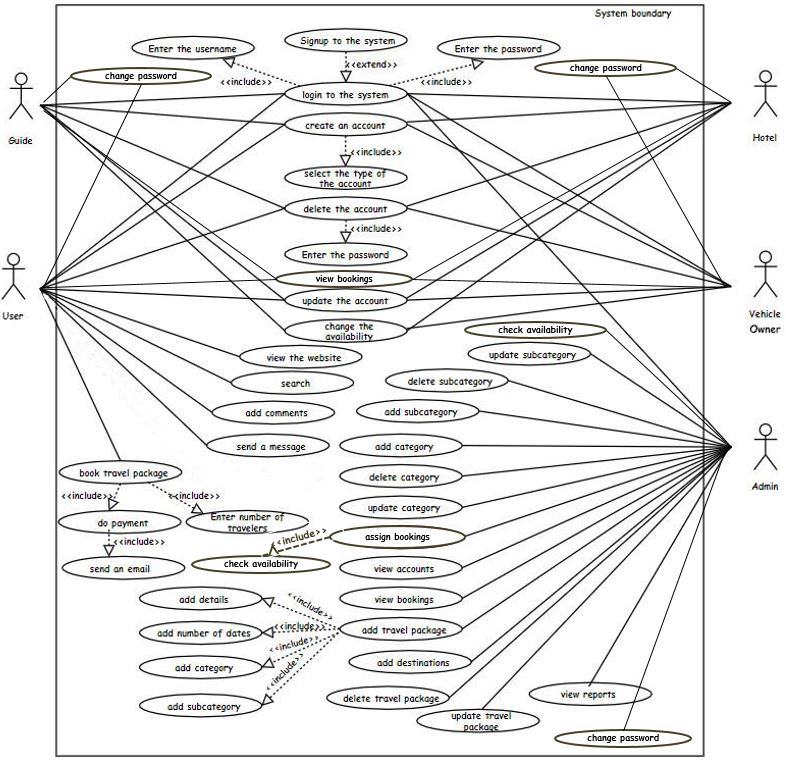 System boundary
Enter the username
Signup to the system
Enter the password
<<extend>>
change password
change password
<<include>>
<<include>>
login to the system
Guide
Hotel
create an account
<<include>>
select the type of
the account
delete the account
<<include>>
Enter the password
view bookings
update the account
User
Vehicle
Owner
change the
availability
check availability
view the website
update subcategory
search
delete subcategory
add comments
add subcategory
send a message
add category
book travel package
delete category
Admin
<<include>>
<<include>>
update category
do payment
Enter number of
travelers
<<include>>
assign bookings
<<include>>
send an email
check availability
view accounts
add details
<<include>>
view bookings
add number of dates
<<include>>
add travel package
<<include>>
add category
<<include>>
add destinations
add subcategory
delete travel package
view reports
update travel
package
change password